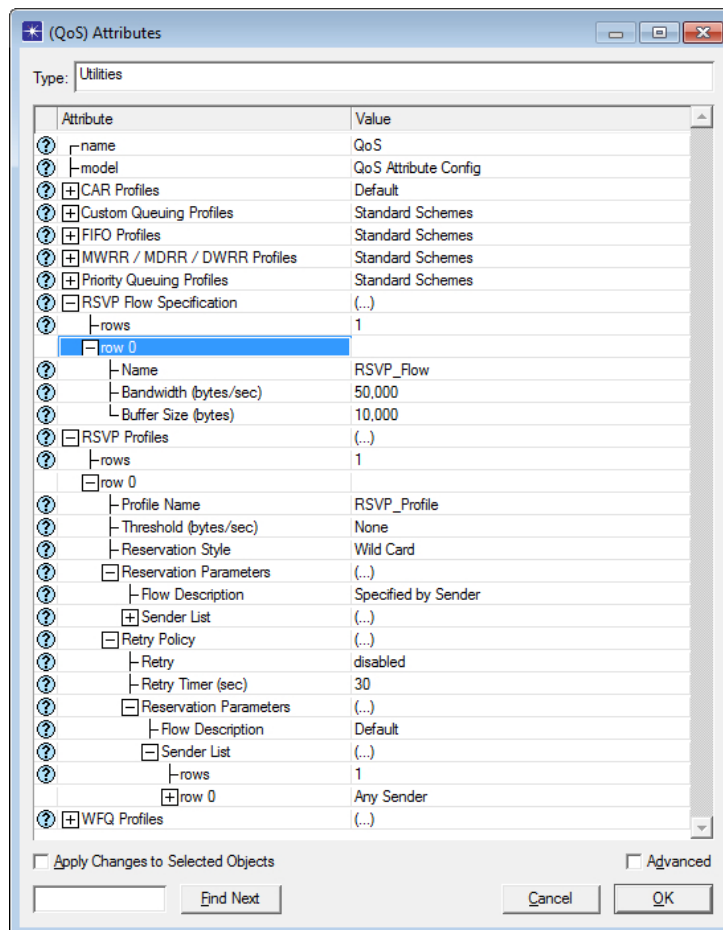 (QoS) Attributes
Type: Utilities
Attribute Value
name QoS
model QoS Attribute Config
CAR Profiles Default
Custom Queuing Profiles Standard Schemes
FIFO Profiles Standard Schemes
MWRR / MDRR / DWRR Profiles Standard Schemes
Priority Queuing Profiles Standard Schemes
RSVP Flow Specification (...)
rows 1
row 0
Name RSVP_Flow
Bandwidth (bytes/sec) 50,000
Buffer Size (bytes) 10,000
RSVP Profiles (...)
rows 1
row 0
Profile Name RSVP_Profile
Threshold (bytes/sec) None
Reservation Style Wild Card
Reservation Parameters (...)
Flow Description Specified by Sender
Sender List (...)
Retry Policy (...)
Retry disabled
Retry Timer (sec) 30
Reservation Parameters (...)
Flow Description Default
Sender List (...)
rows 1
row 0 Any Sender
WFQ Profiles (...)
Apply Changes to Selected Objects Advanced
Find Next Cancel OK